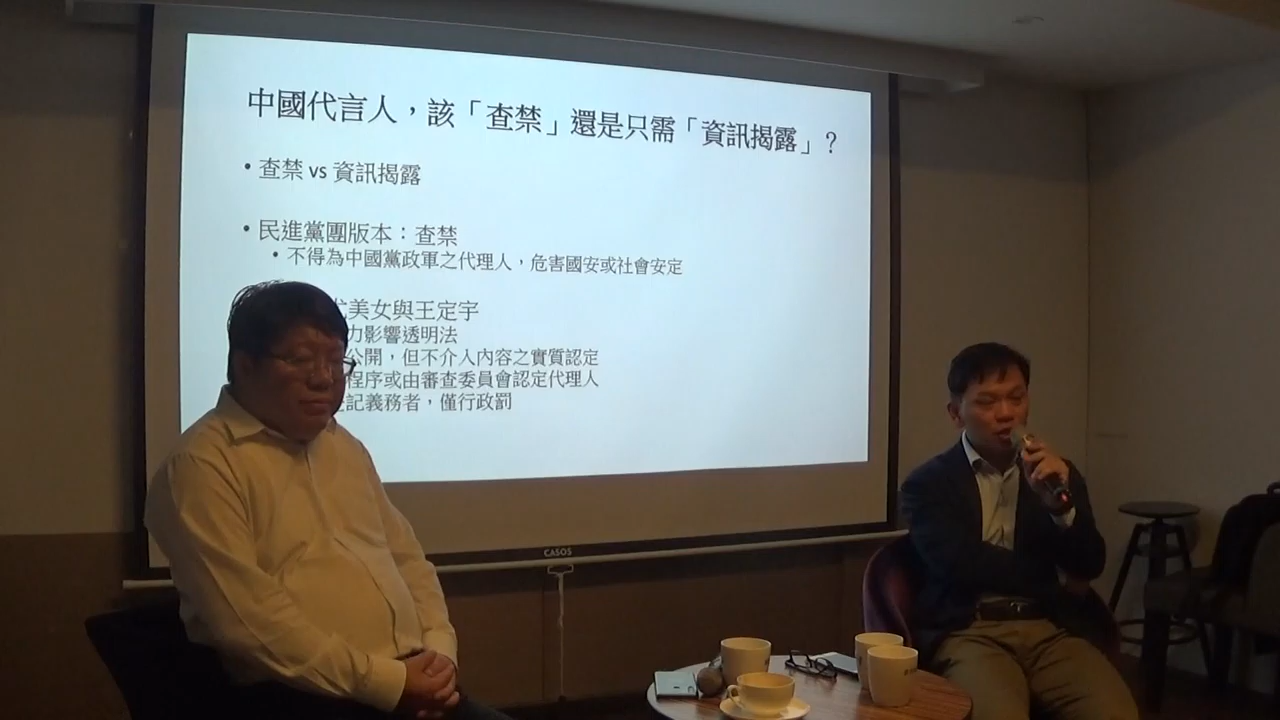 中國代言人，該「查禁」還是只需「資訊揭露」？
• 查禁 vs 資訊揭露
• 民進黨團版本：查禁
• 不得為中國黨政軍之代理人，危害國安或社會安定
尤美女與王定宇
力影響透明法
公開，但不介入內容之實質認定
程序或由審查委員會認定代理人
登記義務者，僅行政罰
CASOS